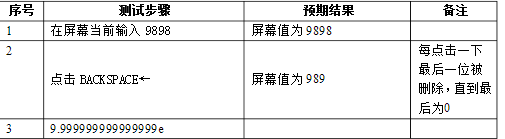 序号 测试步骤 预期结果 备注
1 在屏幕当前输入 9898 屏幕值为 9898
2 点击 BACKSPACE← 屏幕值为 989 每点击一下
最后一位被
删除，直到最
后为0
3 9.999999999999999e